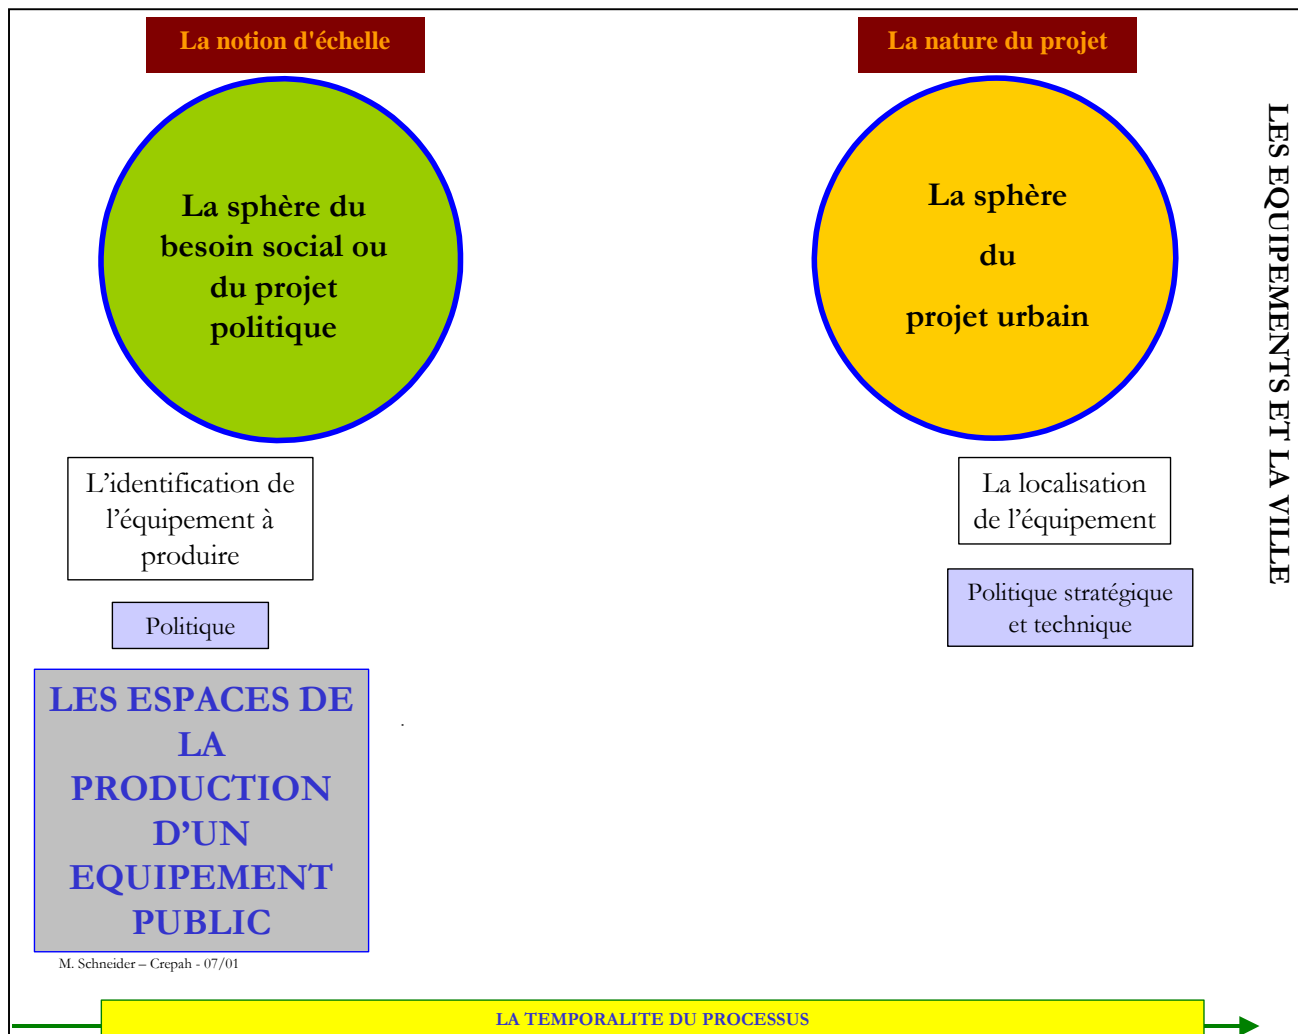 La notion d'échelle
La nature du projet
La sphère du
besoin social ou
du projet
politique
La sphère
du
projet urbain
LES EQUIPEMENTS ET LA VILLE
L’identification de
l’équipement à
produire
La localisation
de l’équipement
Politique
Politique stratégique
et technique
LES ESPACES DE
LA
PRODUCTION
D’UN
EQUIPEMENT
PUBLIC
.
M. Schneider – Crepah - 07/01
LA TEMPORALITE DU PROCESSUS